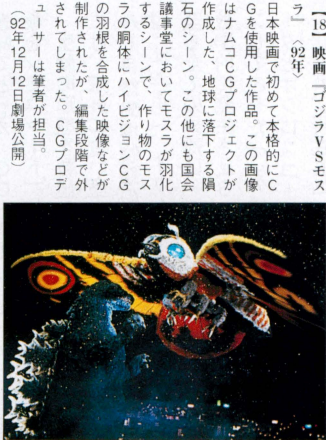 【18】映画『ゴジラVSモス
ラ』〈92年〉
日本映画で初めて本格的にC
Gを使用した作品。この画像
はナムコCGプロジェクトが
作成した、地球に落下する隕
石のシーン。この他にも国会
議事堂においてモスラが羽化
するシーンで、作り物のモス
ラの胴体にハイビジョンCG
の羽根を合成した映像などが
制作されたが、編集段階で外
されてしまった。CGプロデ
ューサーは筆者が担当。
(92年12月12日劇場公開)